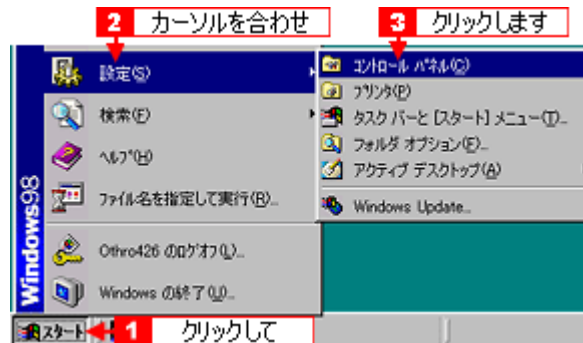 2 カーソルを合わせ
3 クリックします
設定(S)
検索(F)
ヘルプ(H)
ファイル名を指定して実行(R)...
Othro426 のログオフ(L)...
Windows の終了(U)...
Windows98
コントロール パネル(C)
プリンタ(P)
タスク バーと [スタート] メニュー(T)...
フォルダ オプション(F)...
アクティブ デスクトップ(A)
Windows Update...
スタート
1 クリックして